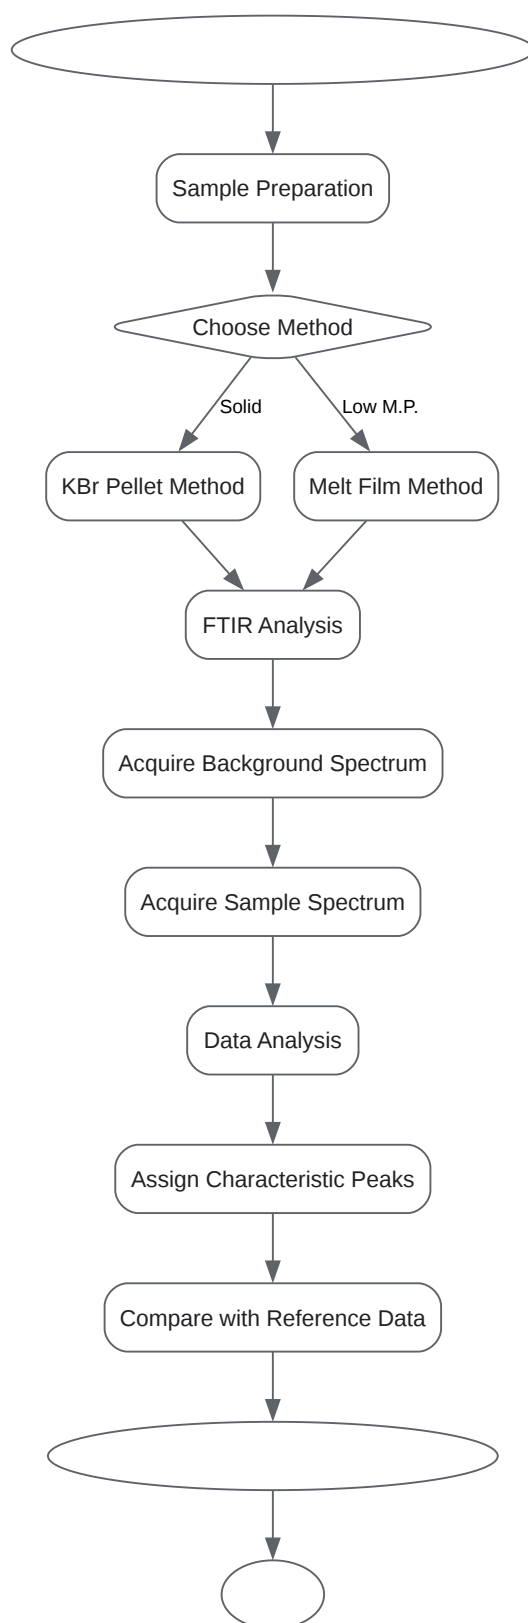 Sample Preparation
Choose Method
Solid
Low M.P.
KBr Pellet Method
Melt Film Method
FTIR Analysis
Acquire Background Spectrum
Acquire Sample Spectrum
Data Analysis
Assign Characteristic Peaks
Compare with Reference Data